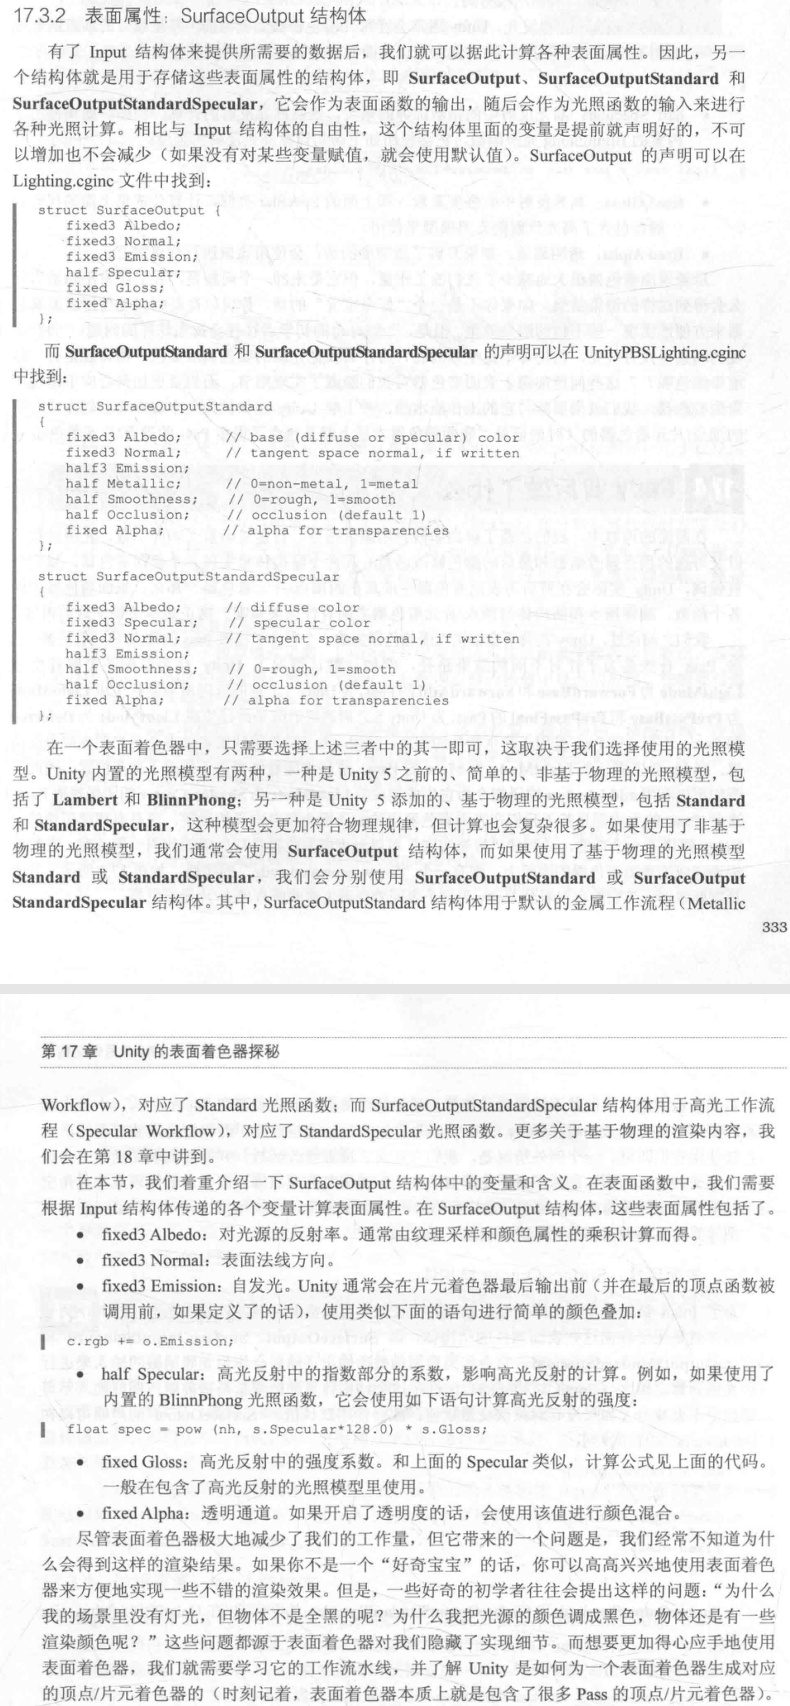 17.3.2 表面属性：SurfaceOutput 结构体
有了 Input 结构体来提供所需要的数据后，我们就可以据此计算各种表面属性。因此，另一
个结构体就是用于存储这些表面属性的结构体，即 SurfaceOutput、SurfaceOutputStandard 和
SurfaceOutputStandardSpecular，它会作为表面函数的输出，随后会作为光照函数的输入来进行
各种光照计算。相比与 Input 结构体的自由性，这个结构体里面的变量是提前就声明好的，不可
以增加也不会减少（如果没有对某些变量赋值，就会使用默认值）。SurfaceOutput 的声明可以在
Lighting.cginc 文件中找到：
struct SurfaceOutput {
fixed3 Albedo;
fixed3 Normal;
fixed3 Emission;
half Specular;
fixed Gloss;
fixed Alpha;
};
而 SurfaceOutputStandard 和 SurfaceOutputStandardSpecular 的声明可以在 UnityPBSLighting.cginc
中找到：
struct SurfaceOutputStandard
{
fixed3 Albedo; // base (diffuse or specular) color
fixed3 Normal; // tangent space normal, if written
half3 Emission;
half Metallic; // 0=non-metal, 1=metal
half Smoothness; // 0=rough, 1=smooth
half Occlusion; // occlusion (default 1)
fixed Alpha; // alpha for transparencies
};
struct SurfaceOutputStandardSpecular
{
fixed3 Albedo; // diffuse color
fixed3 Specular; // specular color
fixed3 Normal; // tangent space normal, if written
half3 Emission;
half Smoothness; // 0=rough, 1=smooth
half Occlusion; // occlusion (default 1)
fixed Alpha; // alpha for transparencies
};
在一个表面着色器中，只需要选择上述三者中的其一即可，这取决于我们选择使用的光照模
型。Unity 内置的光照模型有两种，一种是 Unity 5 之前的、简单的、非基于物理的光照模型，包
括了 Lambert 和 BlinnPhong；另一种是 Unity 5 添加的、基于物理的光照模型，包括 Standard
和 StandardSpecular，这种模型会更加符合物理规律，但计算也会复杂很多。如果使用了非基于
物理的光照模型，我们通常会使用 SurfaceOutput 结构体，而如果使用了基于物理的光照模型
Standard 或 StandardSpecular，我们会分别使用 SurfaceOutputStandard 或 SurfaceOutput
StandardSpecular 结构体。其中，SurfaceOutputStandard 结构体用于默认的金属工作流程（Metallic
333
第 17 章 Unity 的表面着色器探秘
Workflow），对应了 Standard 光照函数；而 SurfaceOutputStandardSpecular 结构体用于高光工作流
程（Specular Workflow），对应了 StandardSpecular 光照函数。更多关于基于物理的渲染内容，我
们会在第 18 章中讲到。
在本节，我们着重介绍一下 SurfaceOutput 结构体中的变量和含义。在表面函数中，我们需要
根据 Input 结构体传递的各个变量计算表面属性。在 SurfaceOutput 结构体，这些表面属性包括了。
• fixed3 Albedo：对光源的反射率。通常由纹理采样和颜色属性的乘积计算而得。
• fixed3 Normal：表面法线方向。
• fixed3 Emission：自发光。Unity 通常会在片元着色器最后输出前（并在最后的顶点函数被
调用前，如果定义了的话），使用类似下面的语句进行简单的颜色叠加：
c.rgb += o.Emission;
• half Specular：高光反射中的指数部分的系数，影响高光反射的计算。例如，如果使用了
内置的 BlinnPhong 光照函数，它会使用如下语句计算高光反射的强度：
float spec = pow (nh, s.Specular*128.0) * s.Gloss;
• fixed Gloss：高光反射中的强度系数。和上面的 Specular 类似，计算公式见上面的代码。
一般在包含了高光反射的光照模型里使用。
• fixed Alpha：透明通道。如果开启了透明度的话，会使用该值进行颜色混合。
尽管表面着色器极大地减少了我们的工作量，但它带来的一个问题是，我们经常不知道为什
么会得到这样的渲染结果。如果你不是一个“好奇宝宝”的话，你可以高高兴兴地使用表面着色
器来方便地实现一些不错的渲染效果。但是，一些好奇的初学者往往会提出这样的问题：“为什么
我的场景里没有灯光，但物体不是全黑的呢？为什么我把光源的颜色调成黑色，物体还是有一些
渲染颜色呢？”这些问题都源于表面着色器对我们隐藏了实现细节。而想要更加得心应手地使用
表面着色器，我们就需要学习它的工作流水线，并了解 Unity 是如何为一个表面着色器生成对应
的顶点/片元着色器的（时刻记着，表面着色器本质上就是包含了很多 Pass 的顶点/片元着色器）。